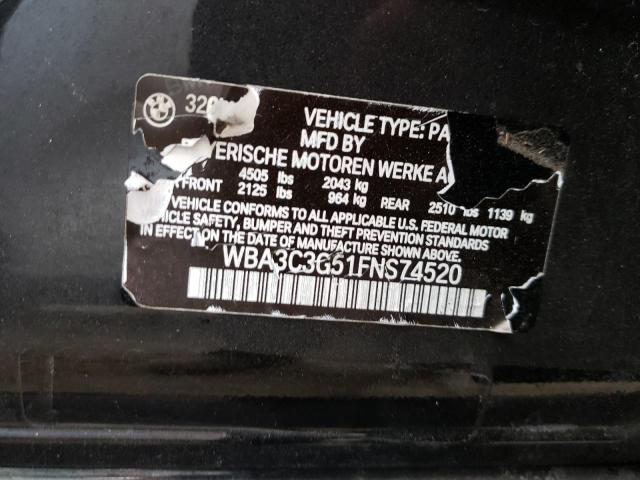 320
VEHICLE TYPE: PA
MFD BY
YERISCHE MOTOREN WERKE A
4505 lbs 2043 kg
FRONT 2125 lbs 964 kg REAR 2510 lbs 1139 kg
VEHICLE CONFORMS TO ALL APPLICABLE U.S. FEDERAL MOTOR
VEHICLE SAFETY, BUMPER AND THEFT PREVENTION STANDARDS
IN EFFECT ON THE DATE OF MANUFACTURE SHOWN ABOVE.
WBA3C3G51FNS74520